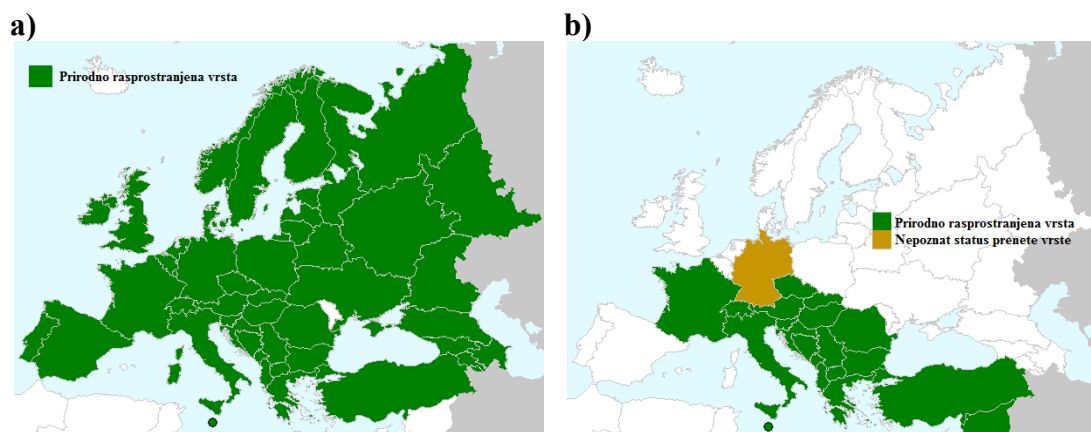 a)
Prirodno rasprostranjena vrsta
b)
Prirodno rasprostranjena vrsta
Nepoznat status prenete vrste